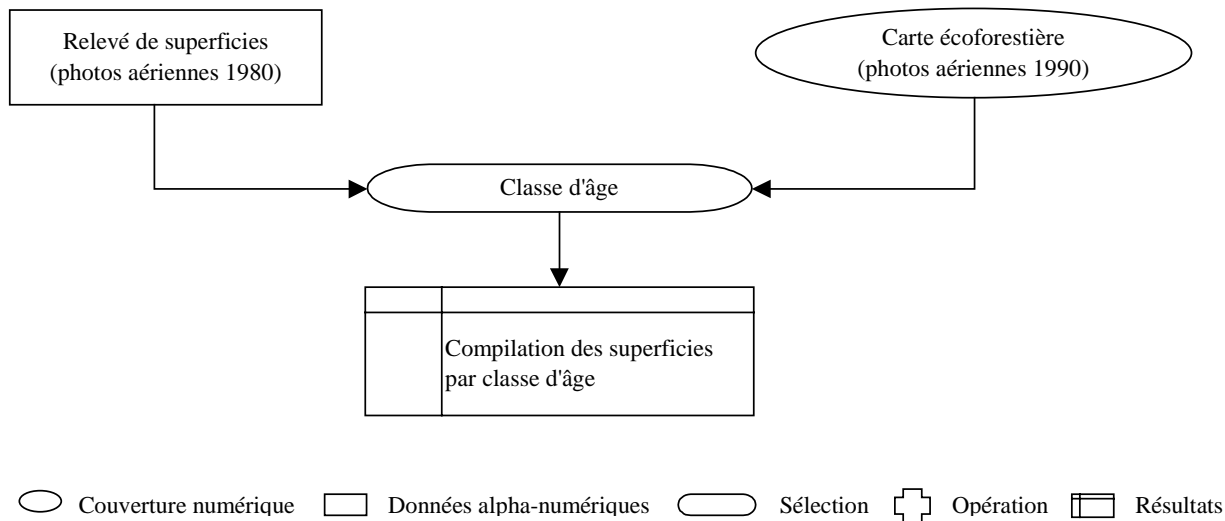 Relevé de superficies
(photos aériennes 1980)
Carte écoforestière
(photos aériennes 1990)
Classe d'âge
Compilation des superficies
par classe d'âge
Couverture numérique
Données alpha-numériques
Sélection
Opération
Résultats